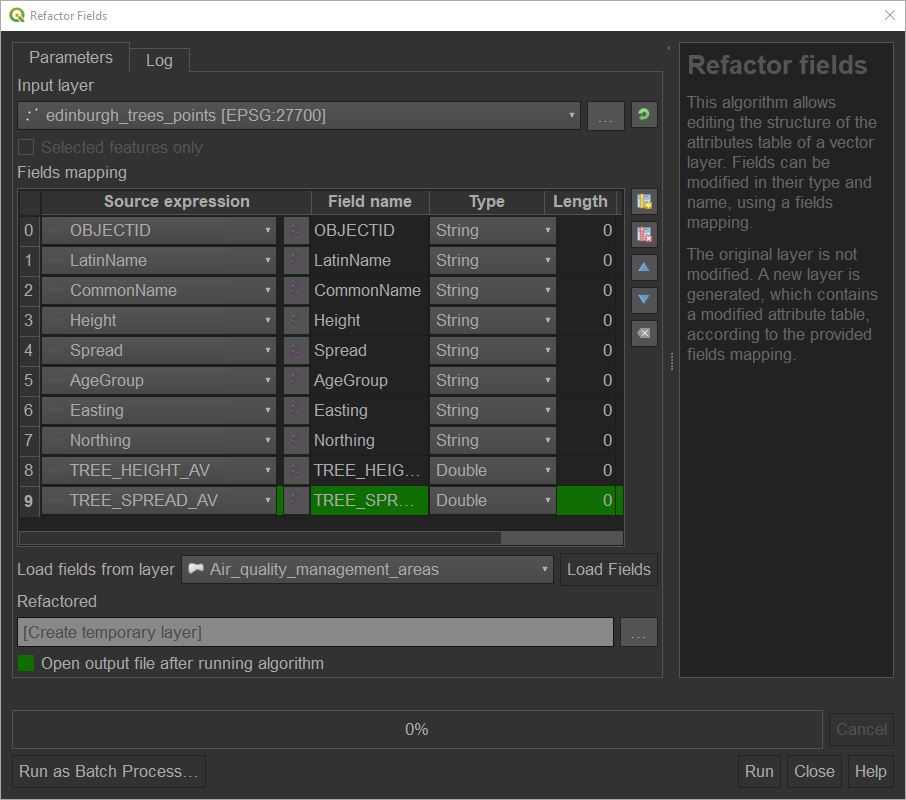 Refactor Fields
Parameters
Log
Input layer
edinburgh_trees_points [EPSG:27700]
...
Selected features only
Fields mapping
Source expression Field name Type Length
0 OBJECTID OBJECTID String 0
1 LatinName LatinName String 0
2 CommonName CommonName String 0
3 Height Height String 0
4 Spread Spread String 0
5 AgeGroup AgeGroup String 0
6 Easting Easting String 0
7 Northing Northing String 0
8 TREE_HEIGHT_AV TREE_HEIG... Double 0
9 TREE_SPREAD_AV TREE_SPR... Double 0
Load fields from layer Air_quality_management_areas Load Fields
Refactored
[Create temporary layer] ...
Open output file after running algorithm
Refactor fields
This algorithm allows
editing the structure of the
attributes table of a vector
layer. Fields can be
modified in their type and
name, using a fields
mapping.
The original layer is not
modified. A new layer is
generated, which contains
a modified attribute table,
according to the provided
fields mapping.
0%
Cancel
Run as Batch Process...
Run Close Help